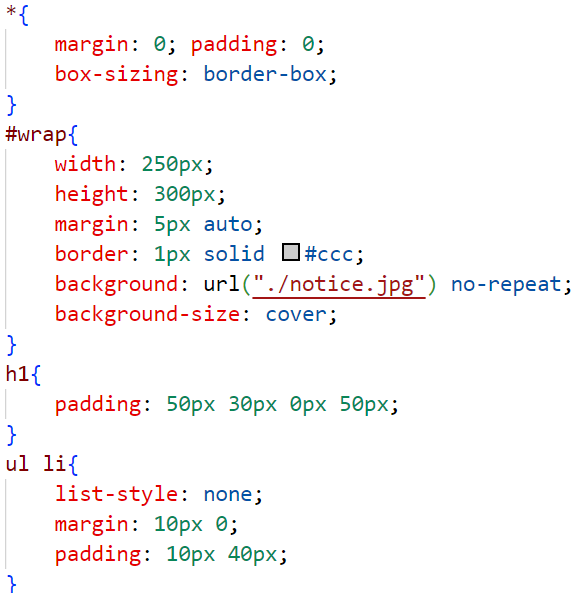 *{
    margin: 0; padding: 0;
    box-sizing: border-box;
}
#wrap{
    width: 250px;
    height: 300px;
    margin: 5px auto;
    border: 1px solid #ccc;
    background: url("./notice.jpg") no-repeat;
    background-size: cover;
}
h1{
    padding: 50px 30px 0px 50px;
}
ul li{
    list-style: none;
    margin: 10px 0;
    padding: 10px 40px;
}